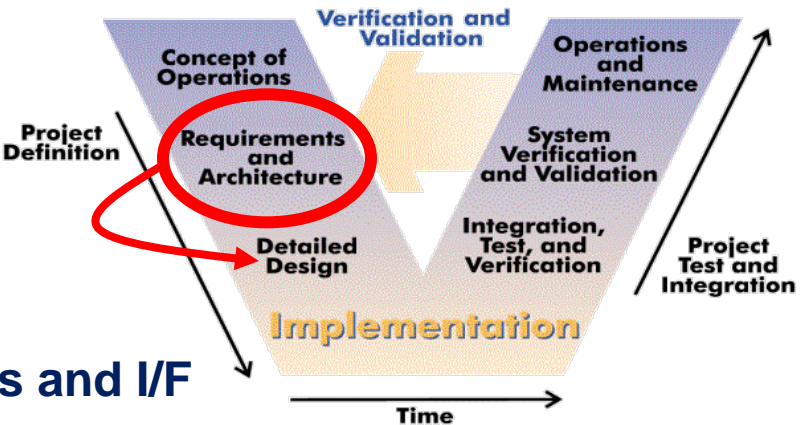 Verification and
Validation
Concept of
Operations
Operations
and
Maintenance
Project
Definition
Requirements
and
Architecture
System
Verification
and Validation
Detailed
Design
Integration,
Test, and
Verification
Project
Test and
Integration
Implementation
s and I/F
Time